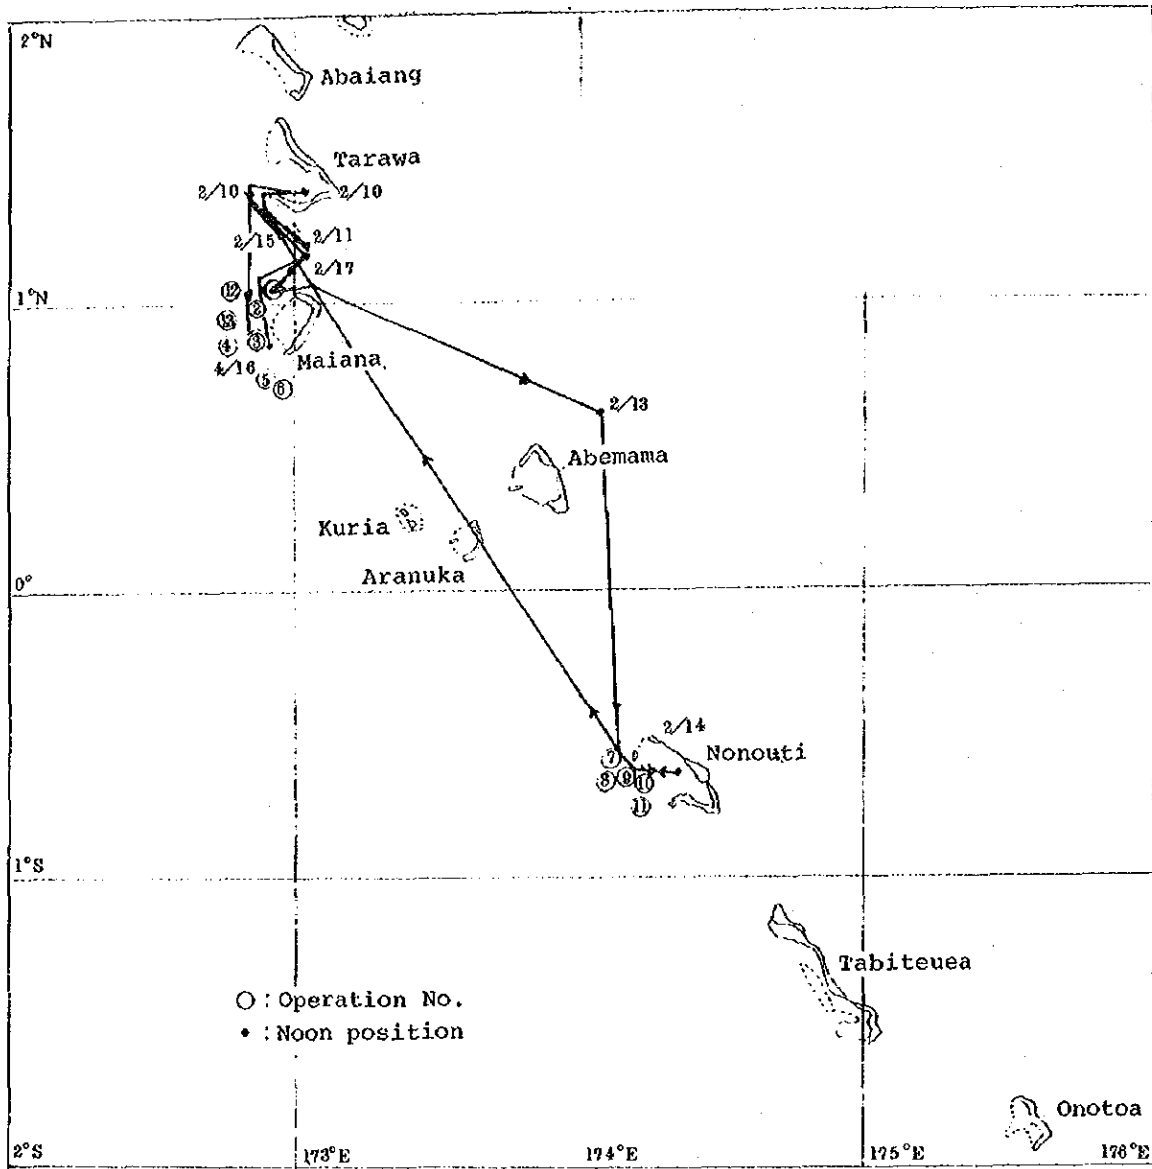 2°N
Abaiang
Tarawa
2/10
2/10
2/15
2/11
2/17
⑫
1°N
②
⑬
④
③
4/16
Maiana
⑤
⑥
2/13
Abemama
Kuria
Aranuka
0°
2/14
Nonouti
⑦
⑧
⑨
⑩
⑪
1°S
Tabiteuea
○ : Operation No.
• : Noon position
Onotoa
2°S
173°E
174°E
175°E
176°E